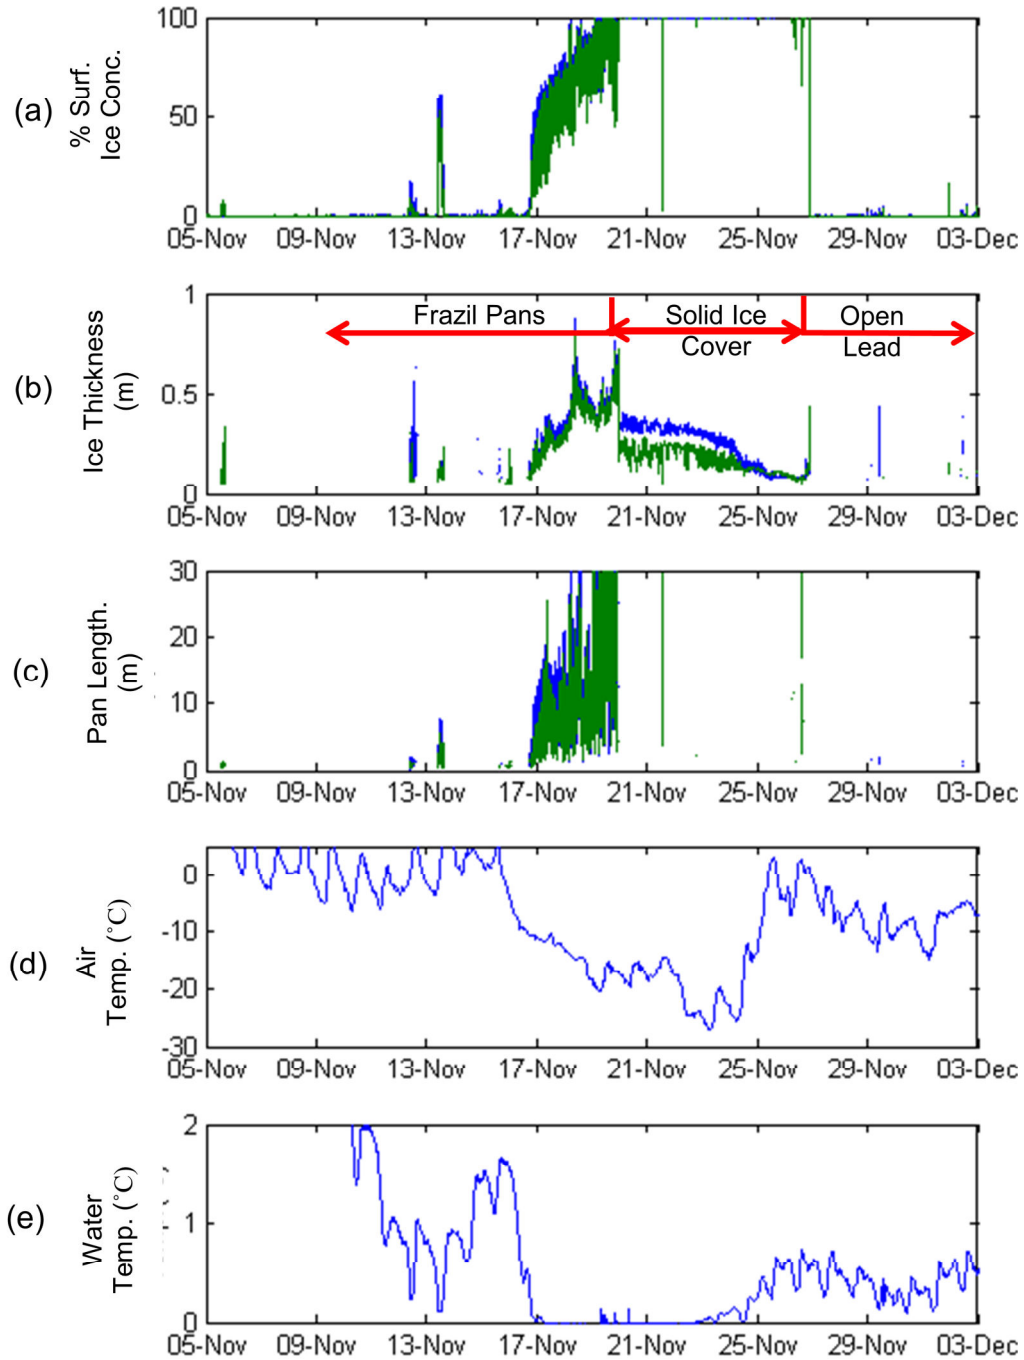 (a)
% Surf.
Ice Conc.
100
50
0
05-Nov 09-Nov 13-Nov 17-Nov 21-Nov 25-Nov 29-Nov 03-Dec
(b)
Ice Thickness
(m)
1
0.5
0
Frazil Pans
Solid Ice
Cover
Open
Lead
05-Nov 09-Nov 13-Nov 17-Nov 21-Nov 25-Nov 29-Nov 03-Dec
(c)
Pan Length.
(m)
30
20
10
0
05-Nov 09-Nov 13-Nov 17-Nov 21-Nov 25-Nov 29-Nov 03-Dec
(d)
Air
Temp. (˚C)
0
-10
-20
-30
05-Nov 09-Nov 13-Nov 17-Nov 21-Nov 25-Nov 29-Nov 03-Dec
(e)
Water
Temp. (˚C)
2
1
0
05-Nov 09-Nov 13-Nov 17-Nov 21-Nov 25-Nov 29-Nov 03-Dec